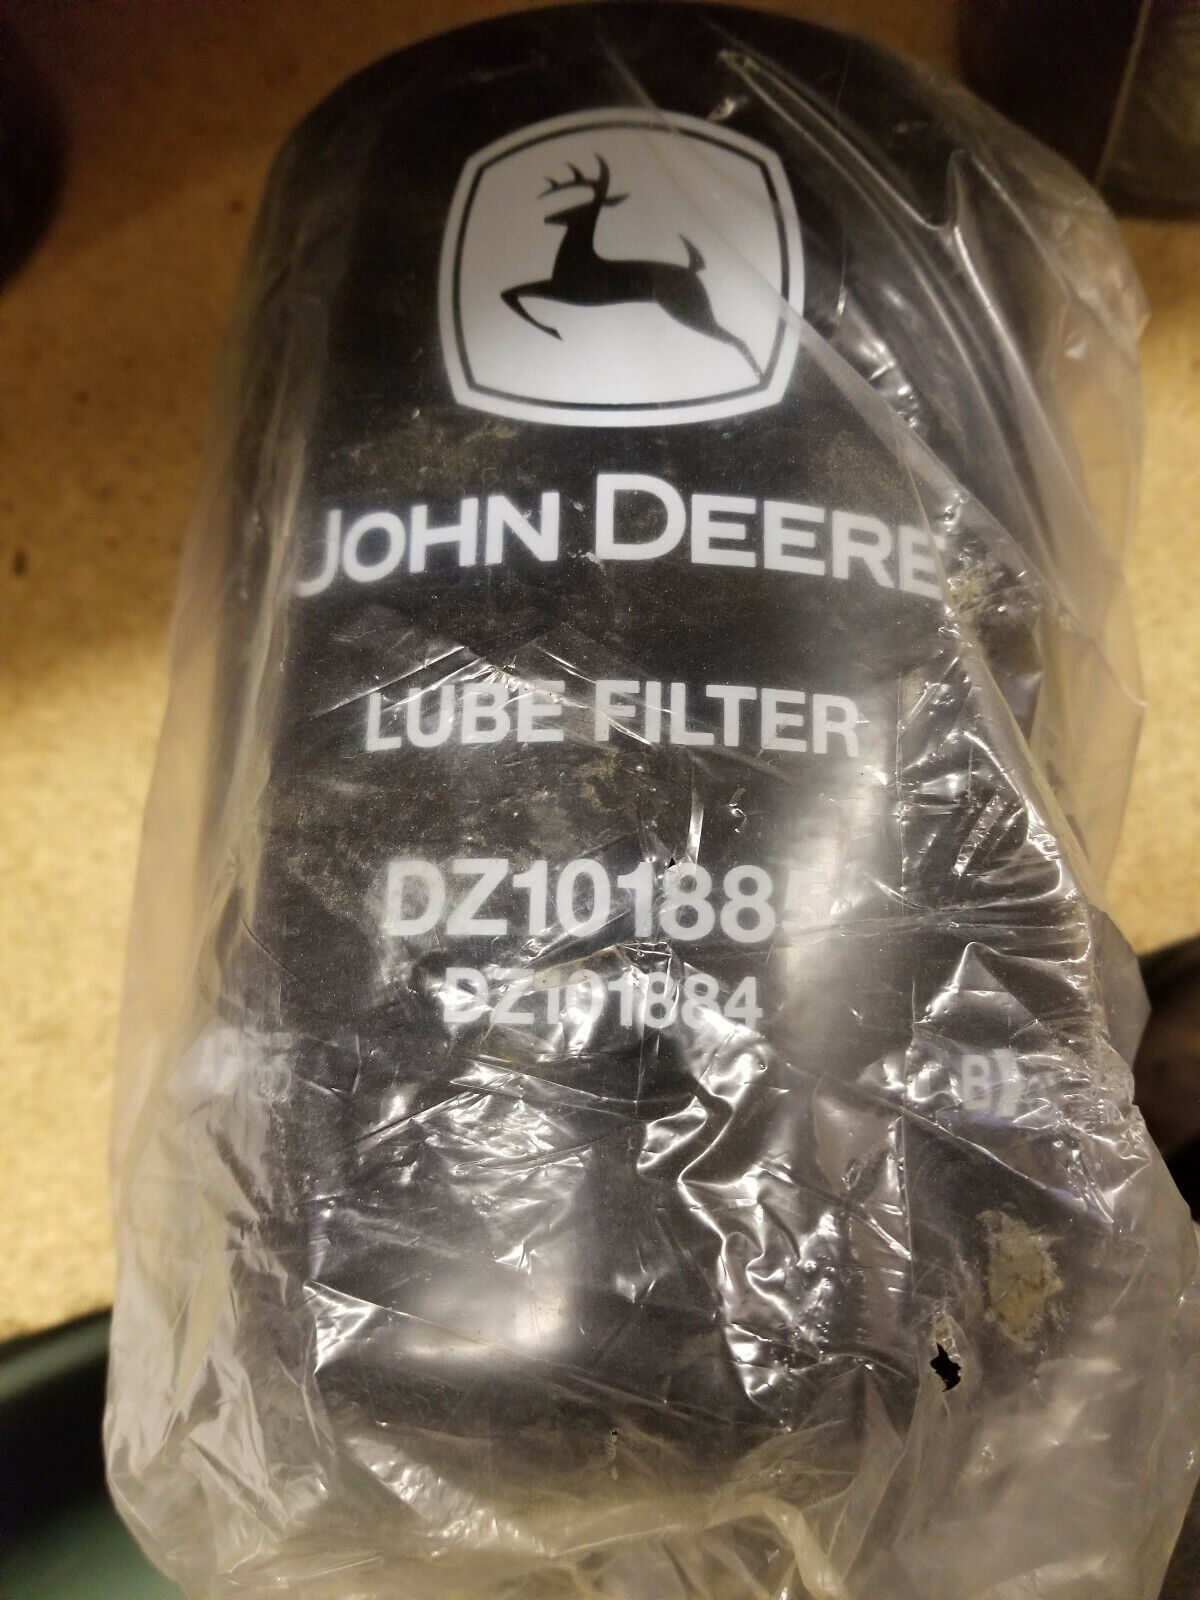 JOHN DEERE
LUBE FILTER
DZ101885
DZ101884